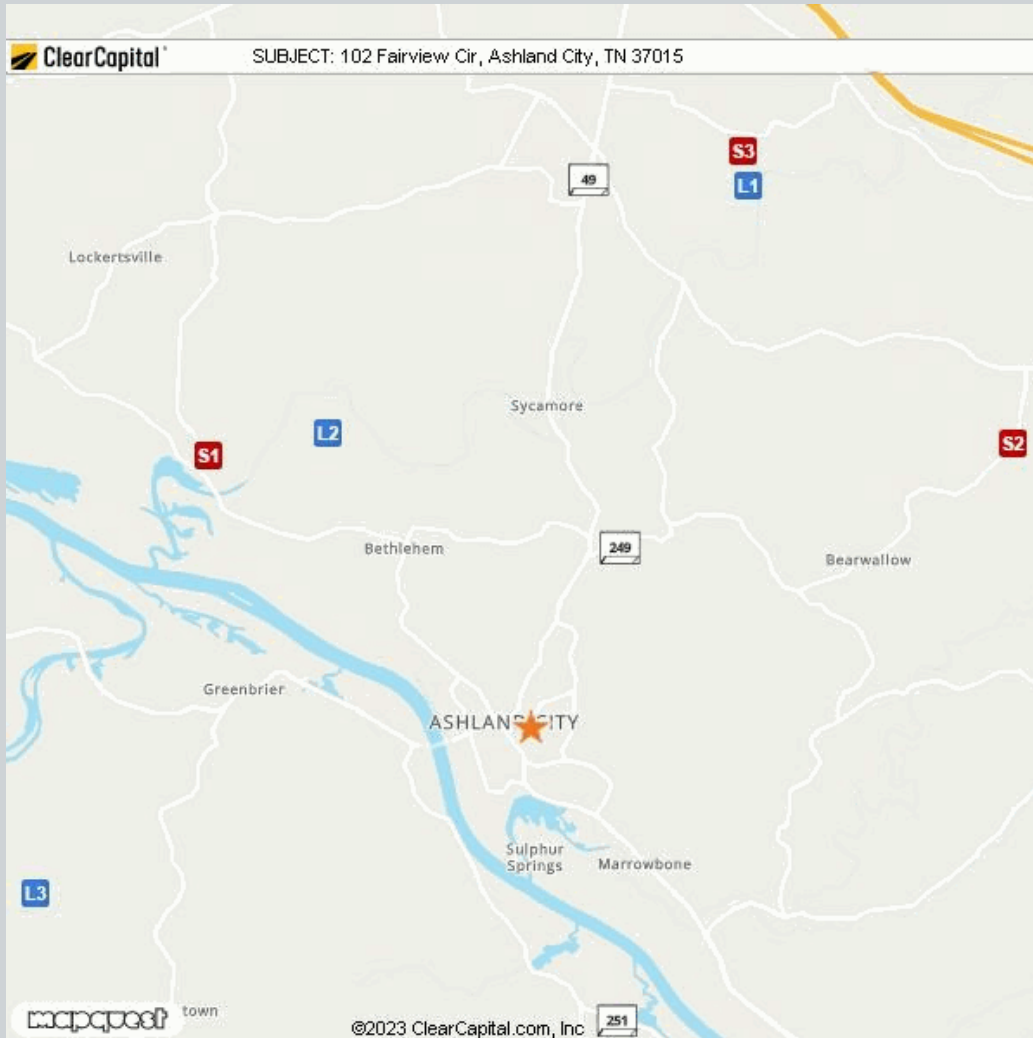 ClearCapital
SUBJECT: 102 Fairview Cir, Ashland City, TN 37015
S3
49
L1
Lockertsville
Sycamore
L2
S2
S1
249
Bethlehem
Bearwallow
Greenbrier
ASHLAND CITY
Sulphur
Springs
Marrowbone
L3
mapquest
town
©2023 ClearCapital.com, Inc
251